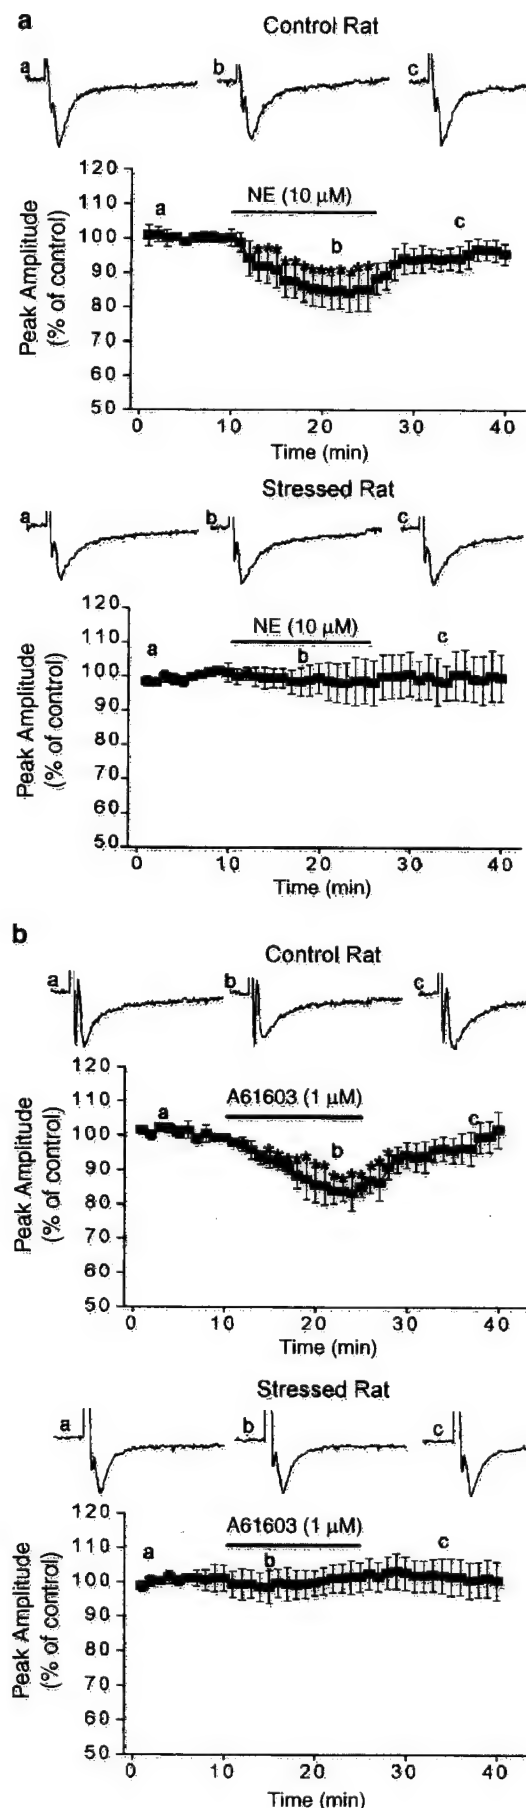 a
Control Rat
a b c
120
110
100
90
80
70
60
50
Peak Amplitude
(% of control)
NE (10 μM)
a
b
c
** ** ********
0 10 20 30 40
Time (min)
Stressed Rat
a b c
120
110
100
90
80
70
60
50
Peak Amplitude
(% of control)
NE (10 μM)
a
b
c
0 10 20 30 40
Time (min)
b
Control Rat
a b c
120
110
100
90
80
70
60
50
Peak Amplitude
(% of control)
A61603 (1 μM)
a
b
c
0 10 20 30 40
Time (min)
Stressed Rat
a b c
120
110
100
90
80
70
60
50
Peak Amplitude
(% of control)
A61603 (1 μM)
a
b
c
0 10 20 30 40
Time (min)